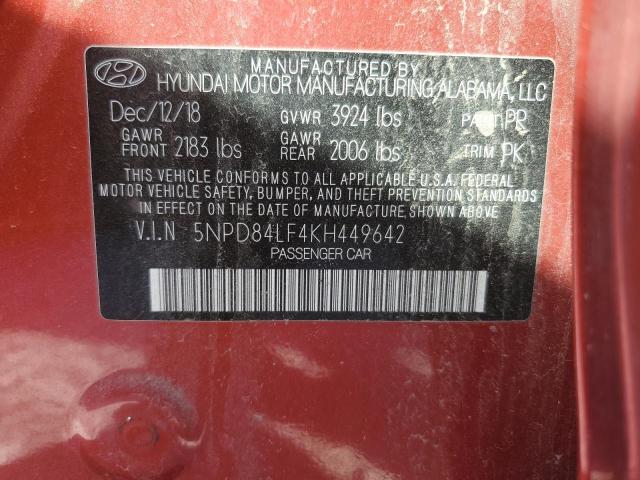 MANUFACTURED BY
HYUNDAI MOTOR MANUFACTURING ALABAMA, LLC
Dec/12/18 GVWR 3924 lbs PAINT PR
GAWR FRONT 2183 lbs GAWR REAR 2006 lbs TRIM PK
THIS VEHICLE CONFORMS TO ALL APPLICABLE U.S.A. FEDERAL
MOTOR VEHICLE SAFETY, BUMPER, AND THEFT PREVENTION STANDARDS
IN EFFECT ON THE DATE OF MANUFACTURE SHOWN ABOVE.
V.I.N 5NPD84LF4KH449642
PASSENGER CAR